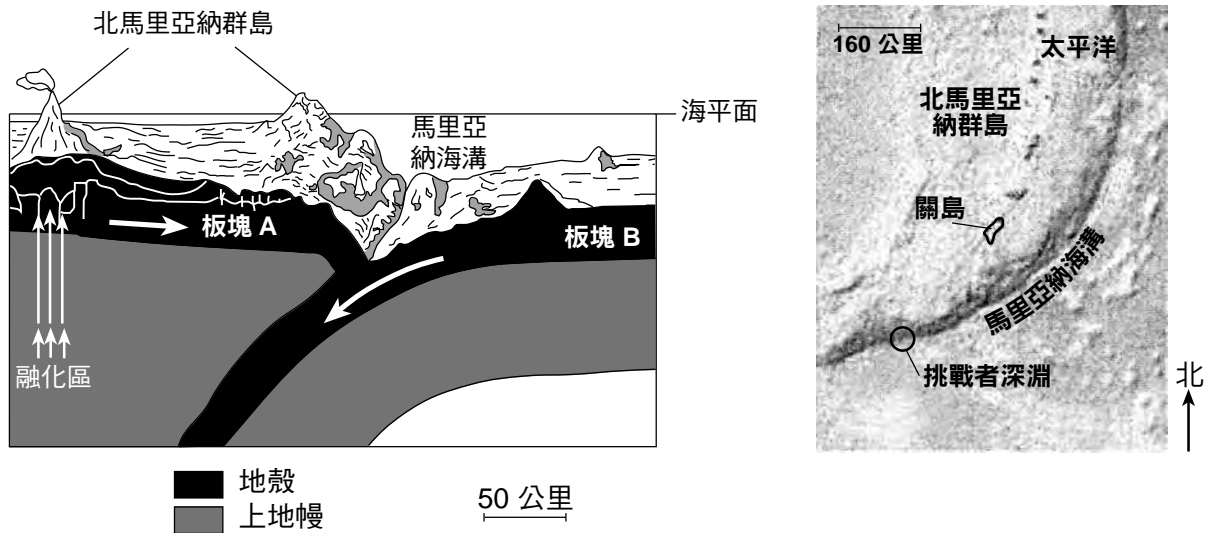 北馬里亞納群島
海平面
馬里亞
納海溝
板塊 A
板塊 B
融化區
地殼
上地幔
50 公里
160 公里
太平洋
北馬里亞
納群島
關島
馬里亞納海溝
挑戰者深淵
北